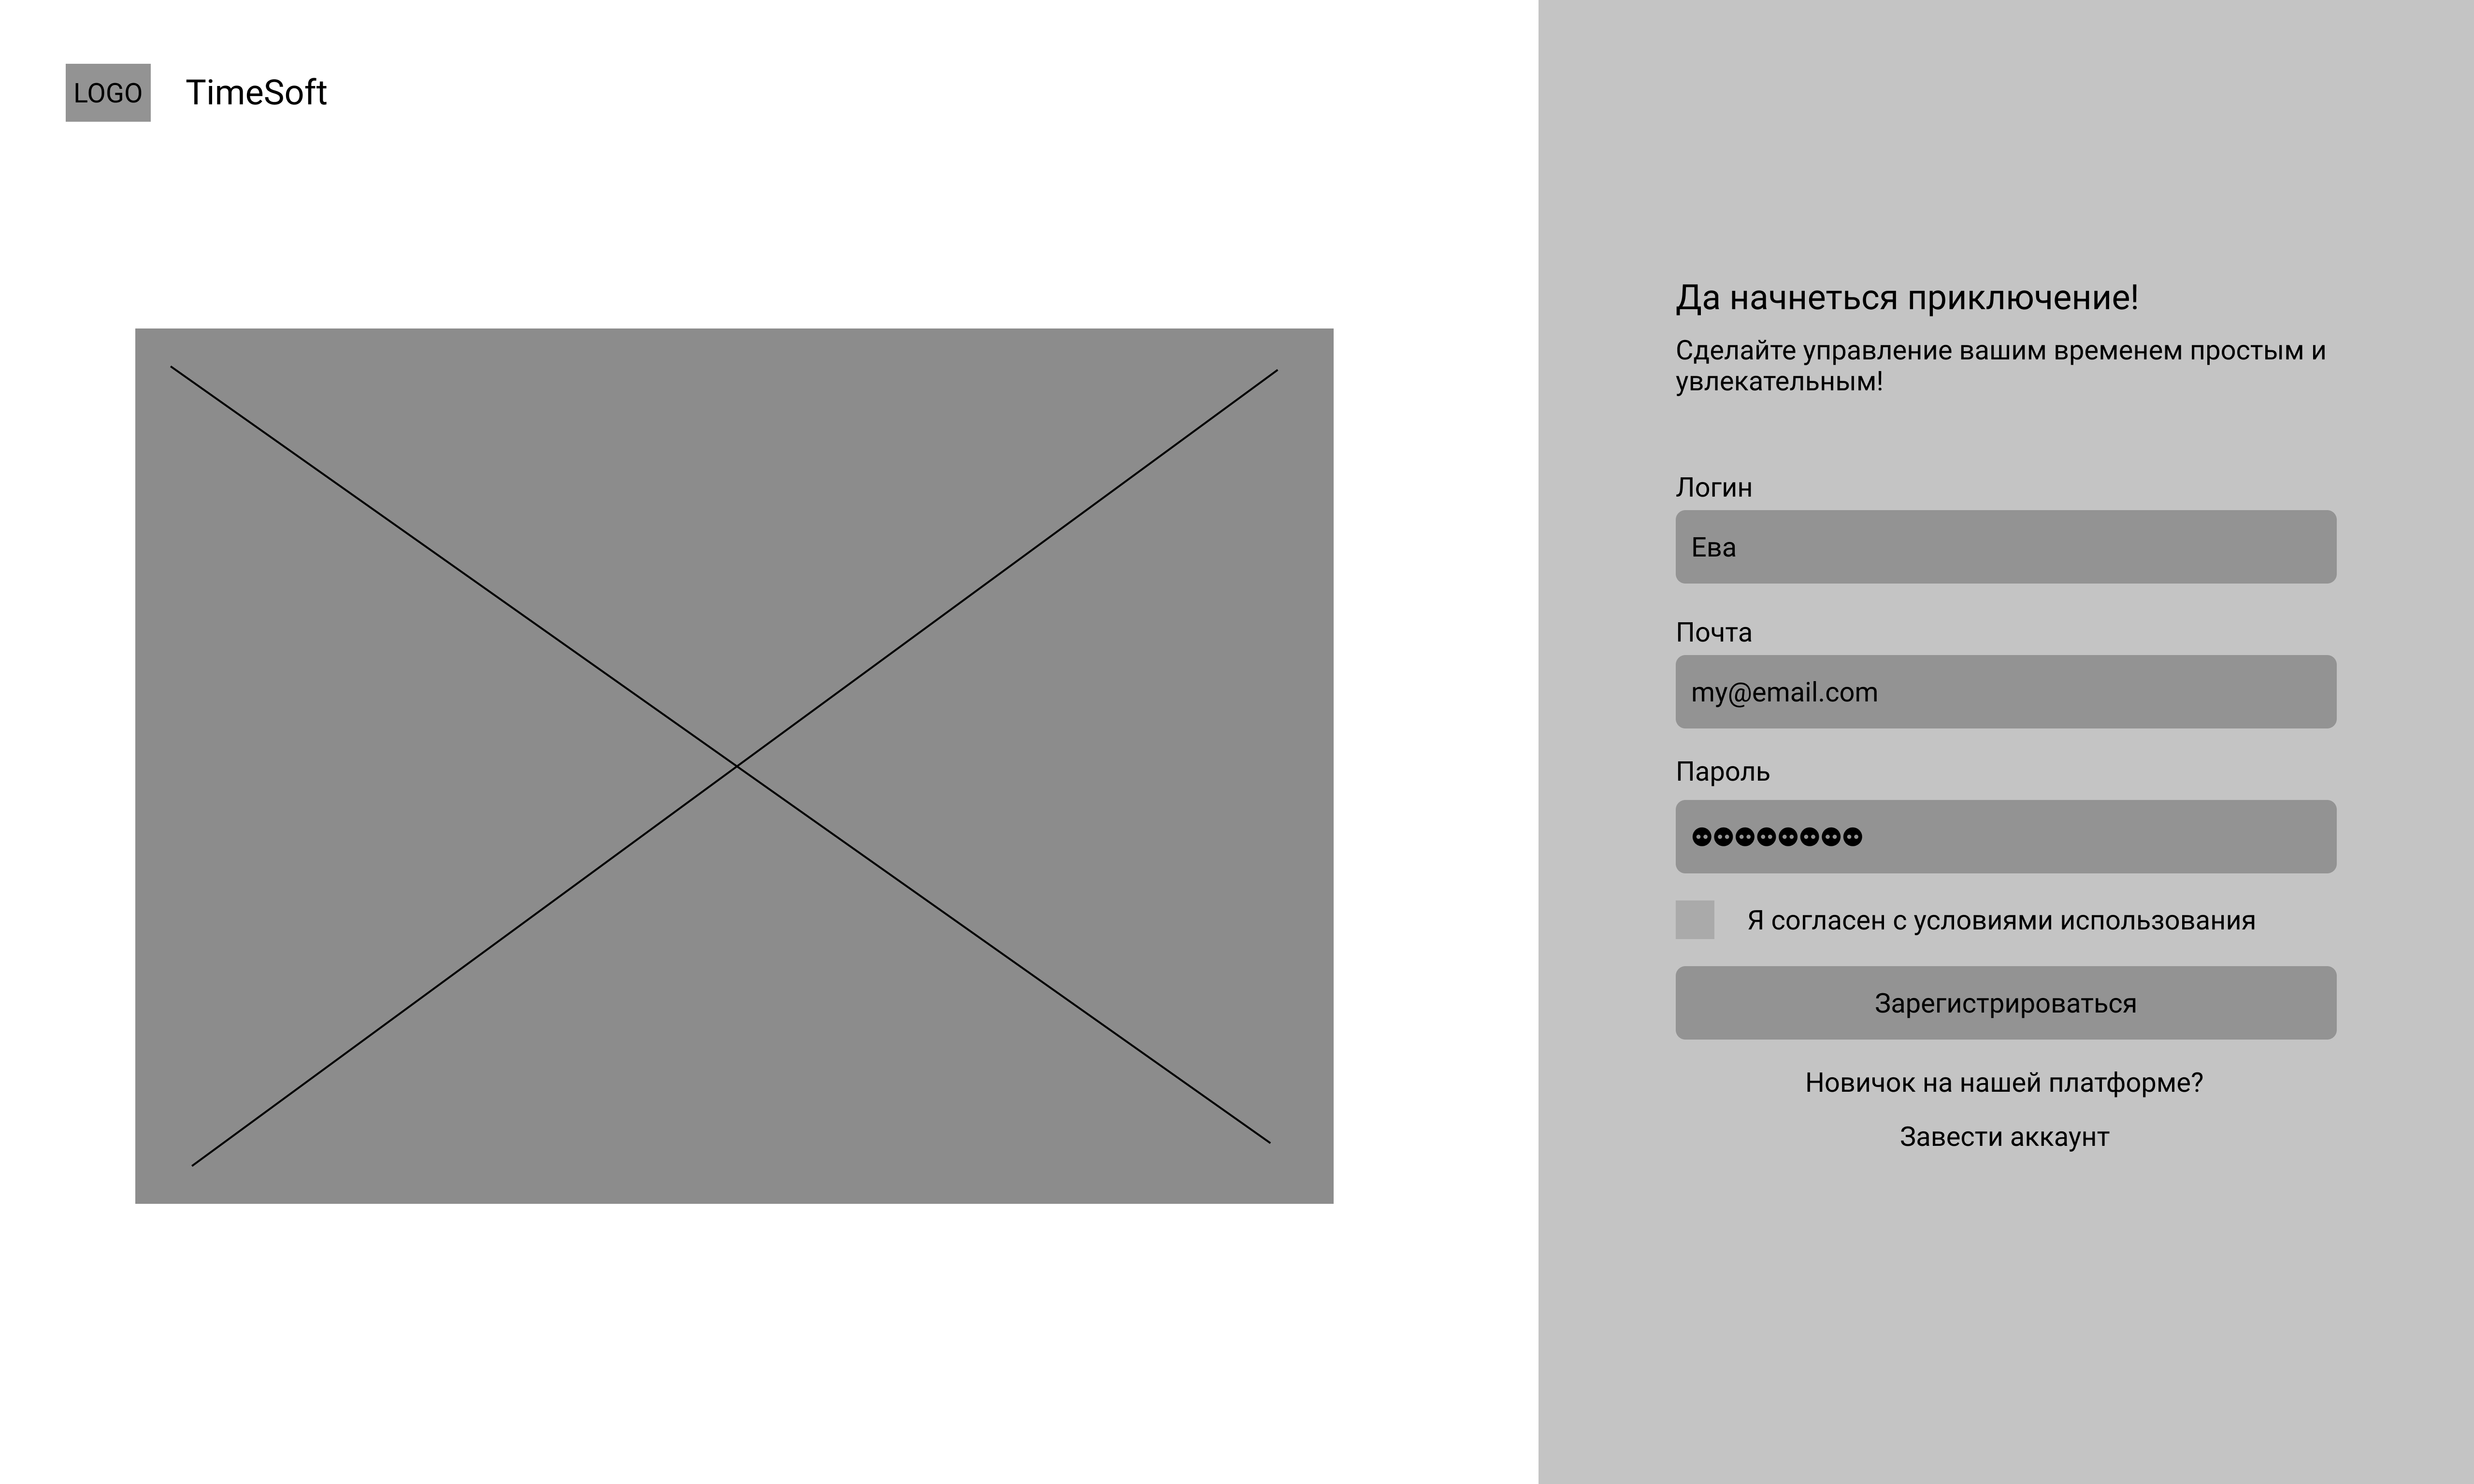 LOGO TimeSoft
Да начнеться приключение!
Сделайте управление вашим временем простым и
увлекательным!
Логин
Ева
Почта
my@email.com
Пароль
Я согласен с условиями использования
Зарегистрироваться
Новичок на нашей платформе?
Завести аккаунт